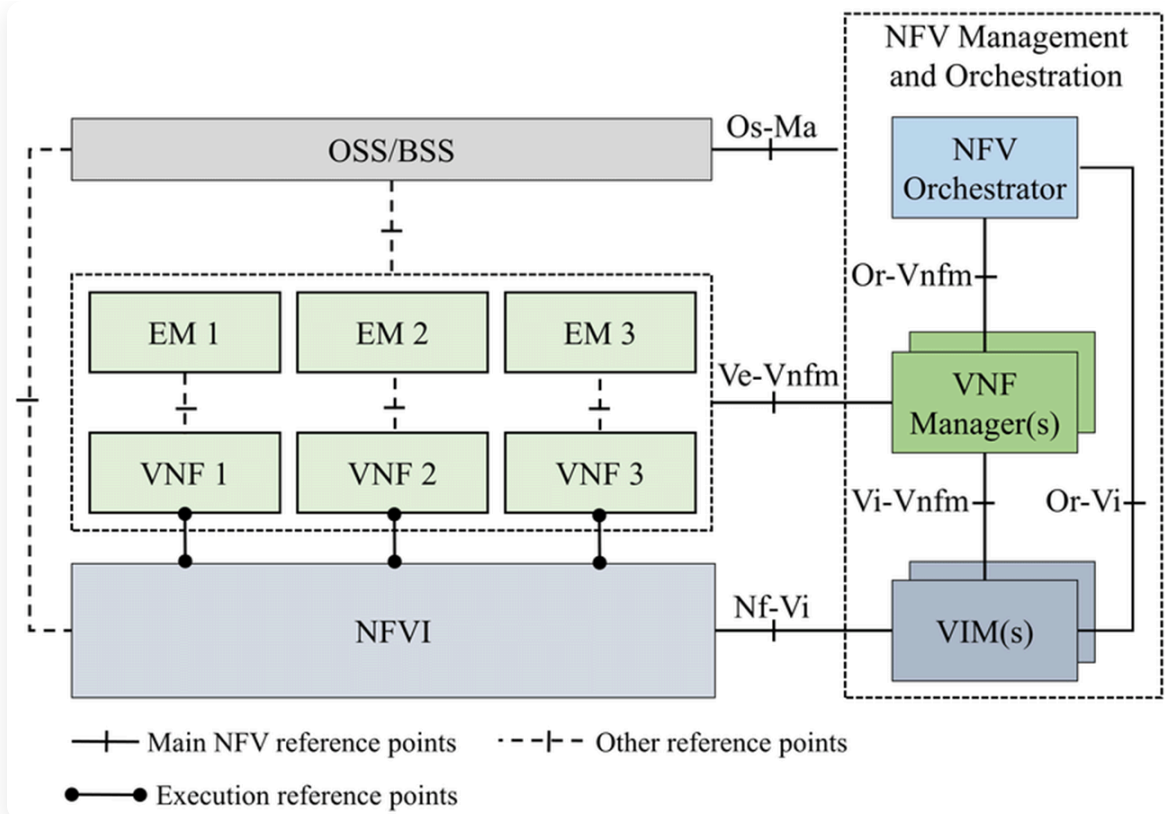 NFV Management
and Orchestration
Os-Ma
OSS/BSS
NFV
Orchestrator
Or-Vnfm
EM 1
EM 2
EM 3
Ve-Vnfm
VNF
Manager(s)
VNF 1
VNF 2
VNF 3
Vi-Vnfm
Or-Vi
Nf-Vi
NFVI
VIM(s)
Main NFV reference points
Other reference points
Execution reference points